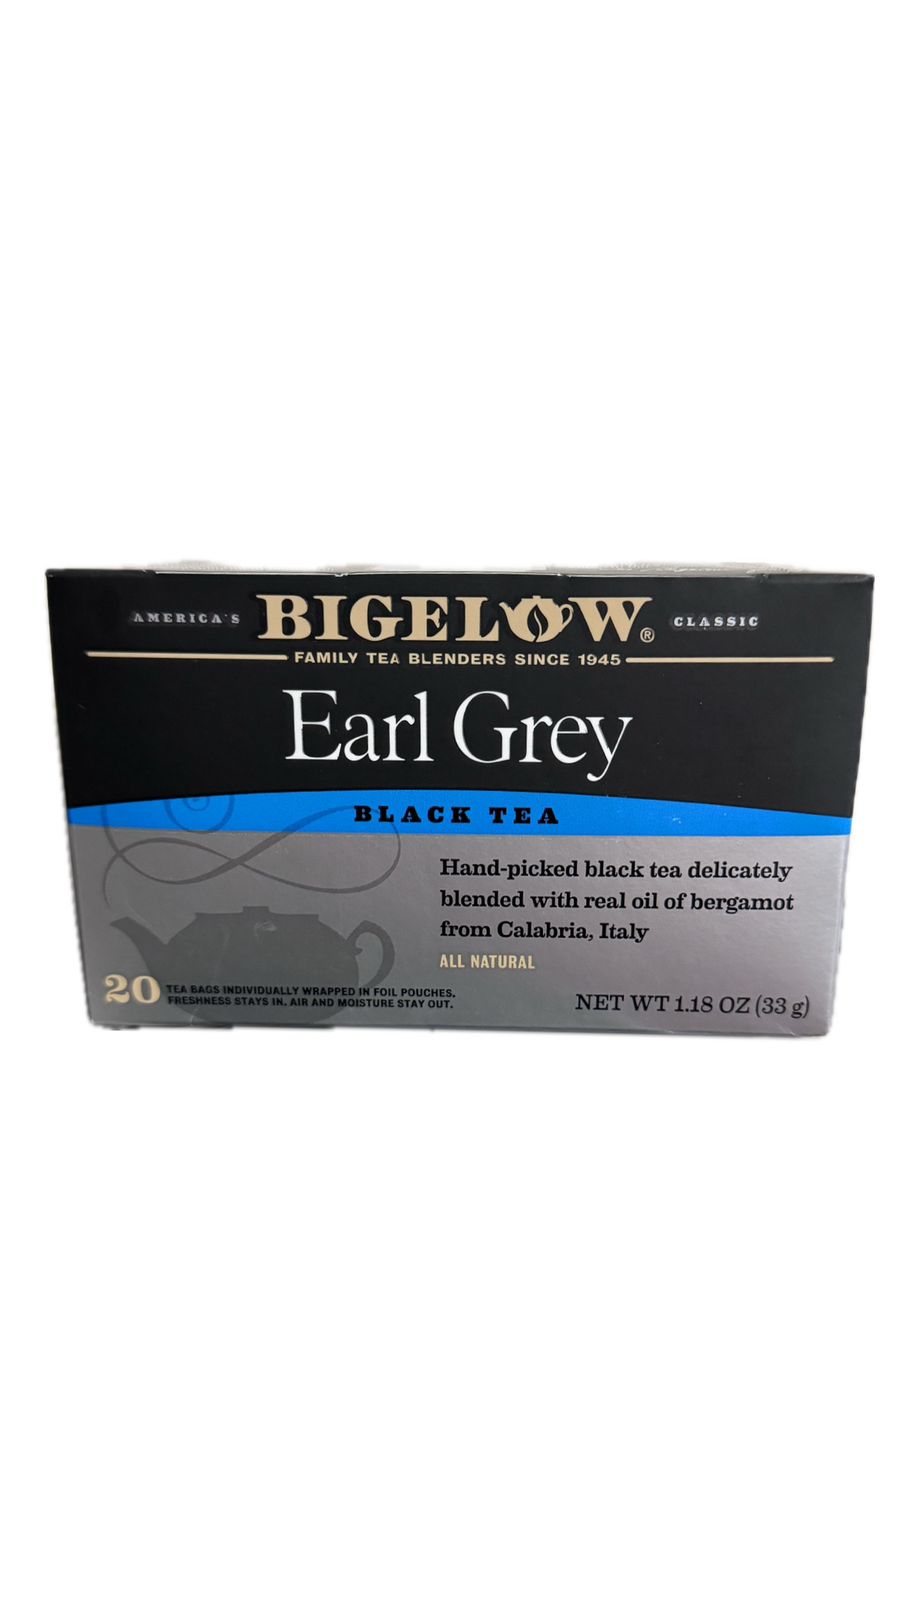 AMERICA'S BIGELOW® CLASSIC
FAMILY TEA BLENDERS SINCE 1945
Earl Grey
BLACK TEA
Hand-picked black tea delicately
blended with real oil of bergamot
from Calabria, Italy
ALL NATURAL
20 TEA BAGS INDIVIDUALLY WRAPPED IN FOIL POUCHES.
FRESHNESS STAYS IN. AIR AND MOISTURE STAY OUT.
NET WT 1.18 OZ (33 g)